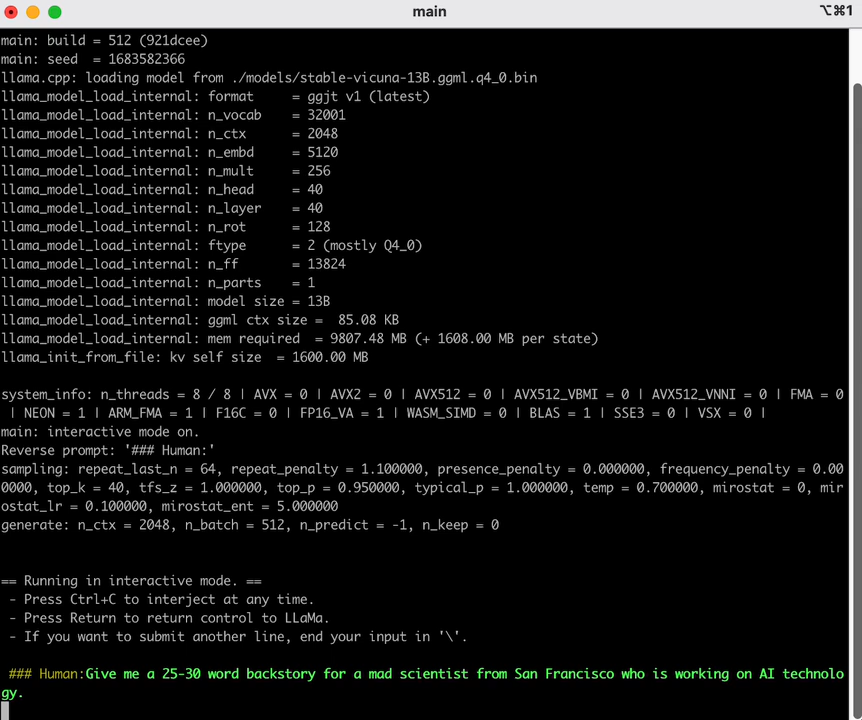 main
⌥⌘1
main: build = 512 (921dcee)
main: seed  = 1683582366
llama.cpp: loading model from ./models/stable-vicuna-13B.ggml.q4_0.bin
llama_model_load_internal: format     = ggjt v1 (latest)
llama_model_load_internal: n_vocab    = 32001
llama_model_load_internal: n_ctx      = 2048
llama_model_load_internal: n_embd     = 5120
llama_model_load_internal: n_mult     = 256
llama_model_load_internal: n_head     = 40
llama_model_load_internal: n_layer    = 40
llama_model_load_internal: n_rot      = 128
llama_model_load_internal: ftype      = 2 (mostly Q4_0)
llama_model_load_internal: n_ff       = 13824
llama_model_load_internal: n_parts    = 1
llama_model_load_internal: model size = 13B
llama_model_load_internal: ggml ctx size =  85.08 KB
llama_model_load_internal: mem required  = 9807.48 MB (+ 1608.00 MB per state)
llama_init_from_file: kv self size  = 1600.00 MB
system_info: n_threads = 8 / 8 | AVX = 0 | AVX2 = 0 | AVX512 = 0 | AVX512_VBMI = 0 | AVX512_VNNI = 0 | FMA = 0
 | NEON = 1 | ARM_FMA = 1 | F16C = 0 | FP16_VA = 1 | WASM_SIMD = 0 | BLAS = 1 | SSE3 = 0 | VSX = 0 |
main: interactive mode on.
Reverse prompt: '### Human:'
sampling: repeat_last_n = 64, repeat_penalty = 1.100000, presence_penalty = 0.000000, frequency_penalty = 0.00
0000, top_k = 40, tfs_z = 1.000000, top_p = 0.950000, typical_p = 1.000000, temp = 0.700000, mirostat = 0, mir
ostat_lr = 0.100000, mirostat_ent = 5.000000
generate: n_ctx = 2048, n_batch = 512, n_predict = -1, n_keep = 0
== Running in interactive mode. ==
 - Press Ctrl+C to interject at any time.
 - Press Return to return control to LLaMa.
 - If you want to submit another line, end your input in '\'.
 ### Human:Give me a 25-30 word backstory for a mad scientist from San Francisco who is working on AI technolo
gy.